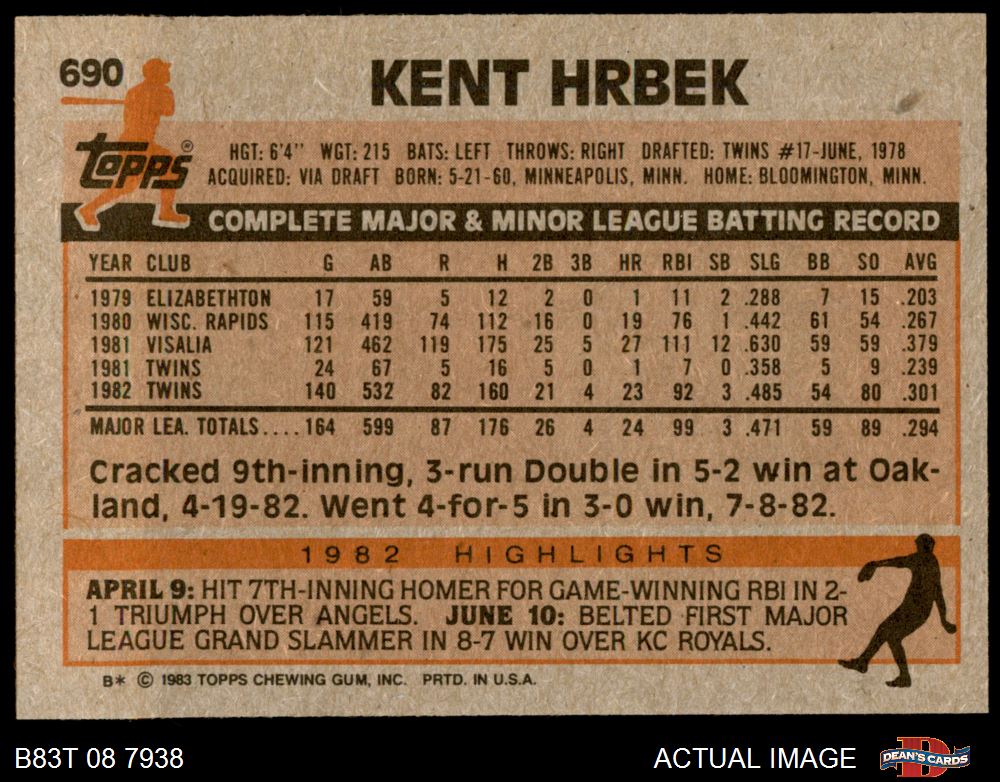 690 KENT HRBEK
Topps®
HGT: 6'4" WGT: 215 BATS: LEFT THROWS: RIGHT DRAFTED: TWINS #17-JUNE, 1978
ACQUIRED: VIA DRAFT BORN: 5-21-60, MINNEAPOLIS, MINN. HOME: BLOOMINGTON, MINN.
COMPLETE MAJOR & MINOR LEAGUE BATTING RECORD
YEAR CLUB G AB R H 2B 3B HR RBI SB SLG BB SO AVG
1979 ELIZABETHTON 17 59 5 12 2 0 1 11 2 .288 7 15 .203
1980 WISC. RAPIDS 115 419 74 112 16 0 19 76 1 .442 61 54 .267
1981 VISALIA 121 462 119 175 25 5 27 111 12 .630 59 59 .379
1981 TWINS 24 67 5 16 5 0 1 7 0 .358 5 9 .239
1982 TWINS 140 532 82 160 21 4 23 92 3 .485 54 80 .301
MAJOR LEA. TOTALS.... 164 599 87 176 26 4 24 99 3 .471 59 89 .294
Cracked 9th-inning, 3-run Double in 5-2 win at Oak-
land, 4-19-82. Went 4-for-5 in 3-0 win, 7-8-82.
1982 HIGHLIGHTS
APRIL 9: HIT 7TH-INNING HOMER FOR GAME-WINNING RBI IN 2-
1 TRIUMPH OVER ANGELS. JUNE 10: BELTED FIRST MAJOR
LEAGUE GRAND SLAMMER IN 8-7 WIN OVER KC ROYALS.
B* © 1983 TOPPS CHEWING GUM, INC. PRTD. IN U.S.A.
B83T 08 7938 ACTUAL IMAGE DEAN'S CARDS